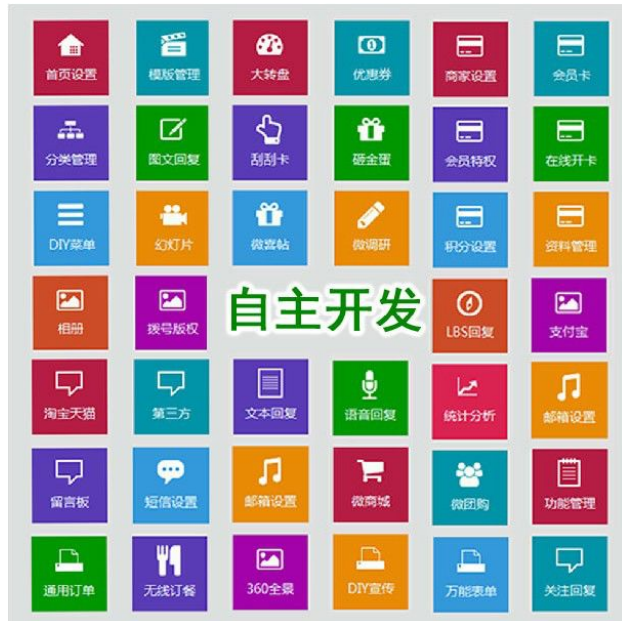 首页设置
模版管理
大转盘
优惠券
商家设置
会员卡
分类管理
图文回复
刮刮卡
砸金蛋
会员特权
在线开卡
DIY菜单
幻灯片
微喜帖
微调研
积分设置
资料管理
相册
拨号版权
自主开发
LBS回复
支付宝
淘宝天猫
第三方
文本回复
语音回复
统计分析
邮箱设置
留言板
短信设置
邮箱设置
微商城
微团购
功能管理
通用订单
无线订餐
360全景
DIY宣传
万能表单
关注回复